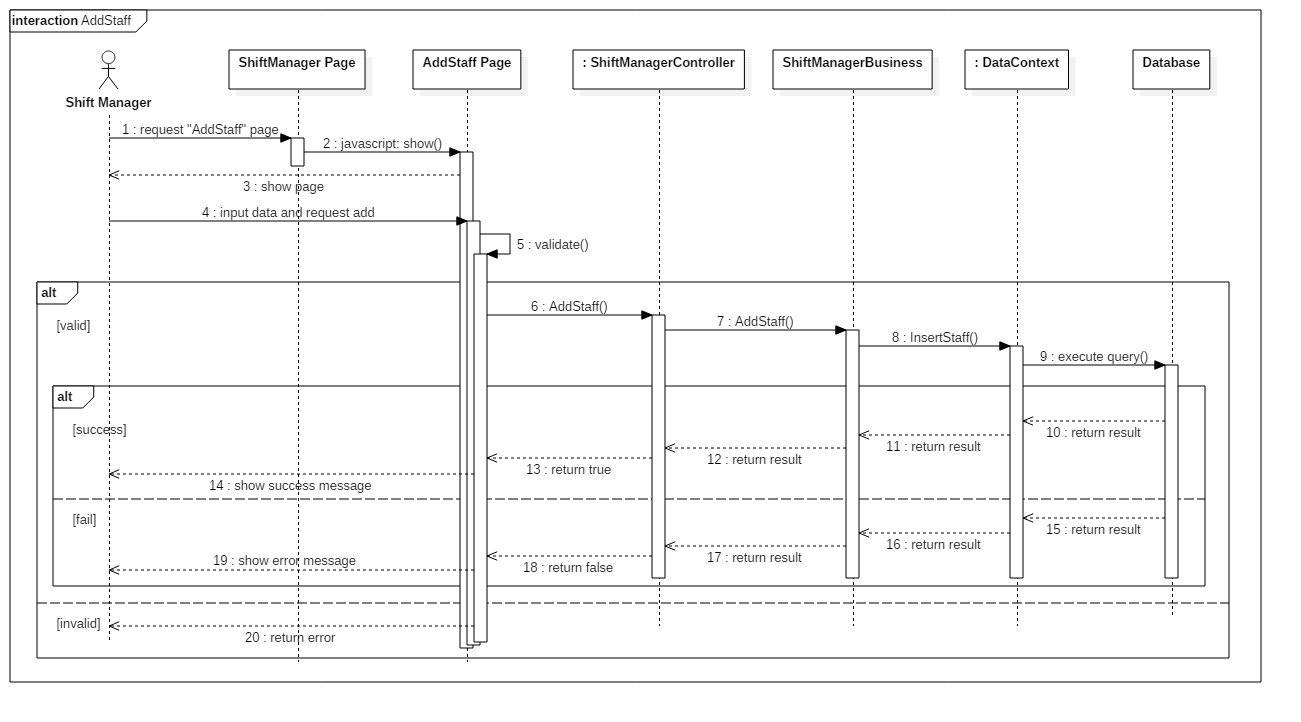 interaction AddStaff
ShiftManager Page
AddStaff Page
: ShiftManagerController
ShiftManagerBusiness
: DataContext
Database
Shift Manager
1 : request "AddStaff" page
2 : javascript: show()
3 : show page
4 : input data and request add
5 : validate()
alt
[valid]
6 : AddStaff()
7 : AddStaff()
8 : InsertStaff()
9 : execute query()
alt
[success]
10 : return result
11 : return result
12 : return result
13 : return true
14 : show success message
[fail]
15 : return result
16 : return result
17 : return result
18 : return false
19 : show error message
[invalid]
20 : return error